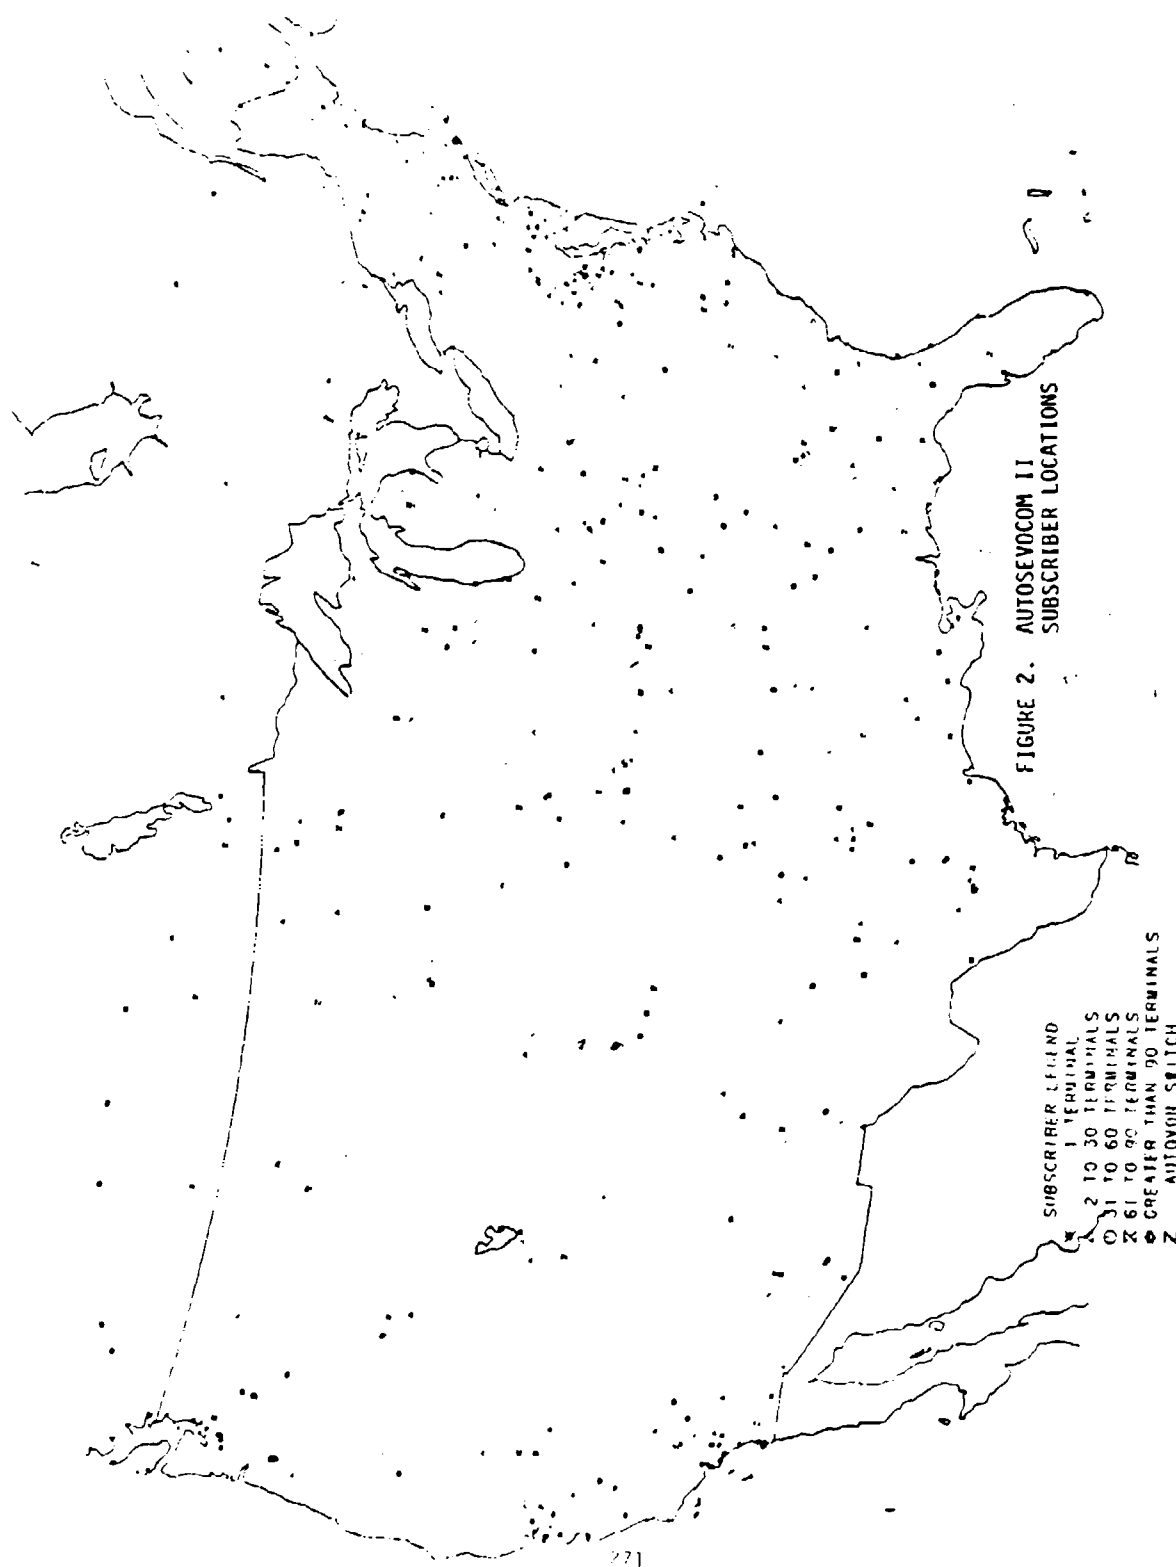 FIGURE 2. AUTOSEVOCOM II
SUBSCRIBER LOCATIONS
SUBSCRIBER LEGEND
1 TERMINAL
2 TO 30 TERMINALS
31 TO 60 TERMINALS
61 TO 90 TERMINALS
GREATER THAN 90 TERMINALS
AUTOVON SWITCH
271